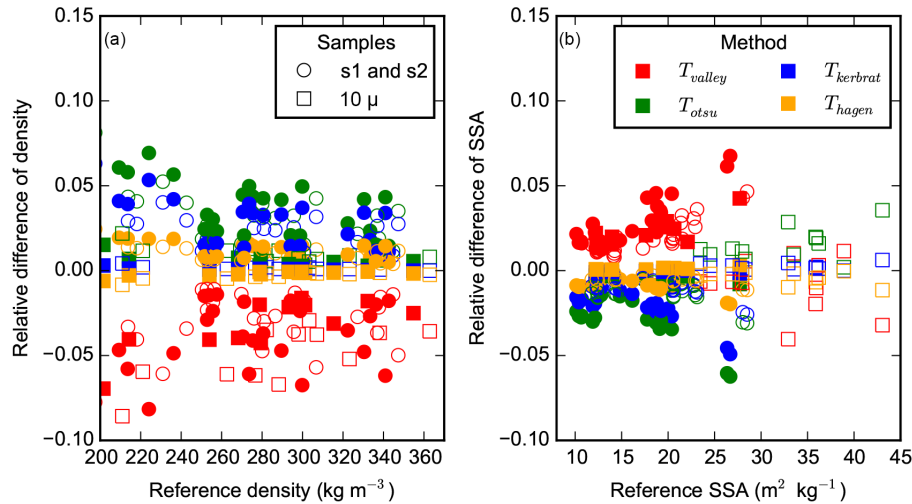 (a)
Samples
s1 and s2
10 μ
0.15
0.10
0.05
0.00
−0.05
−0.10
Relative difference of density
200 220 240 260 280 300 320 340 360
Reference density (kg m⁻³)
(b)
Method
T_valley T_kerbrat
T_otsu T_hagen
0.15
0.10
0.05
0.00
−0.05
−0.10
Relative difference of SSA
10 15 20 25 30 35 40 45
Reference SSA (m² kg⁻¹)